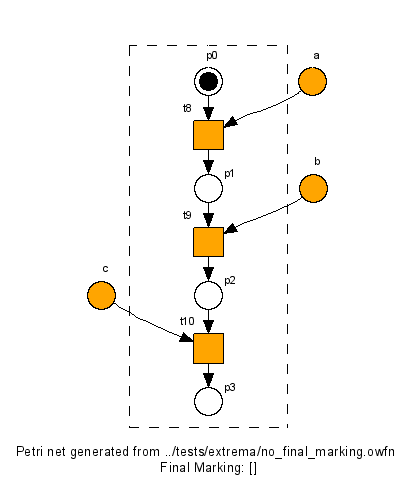 p0
a
t8
p1
b
t9
c
p2
t10
p3
Petri net generated from ../tests/extrema/no_final_marking.owfn
Final Marking: []